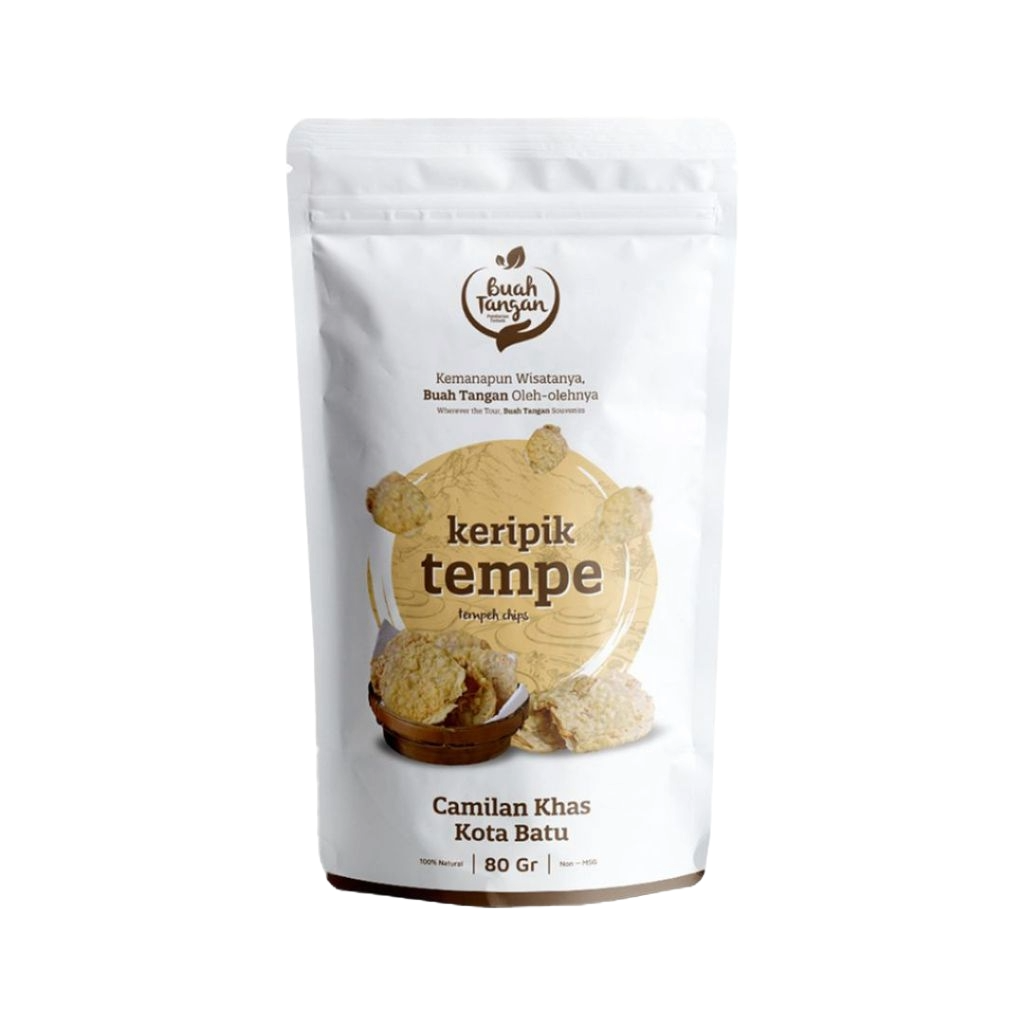 Buah
Tangan
Kemanapun Wisatanya,
Buah Tangan Oleh-olehnya
Wherever the Tour, Buah Tangan Souvenirs
keripik
tempe
tempeh chips
Camilan Khas
Kota Batu
100% Natural | 80 Gr | Non – MSG